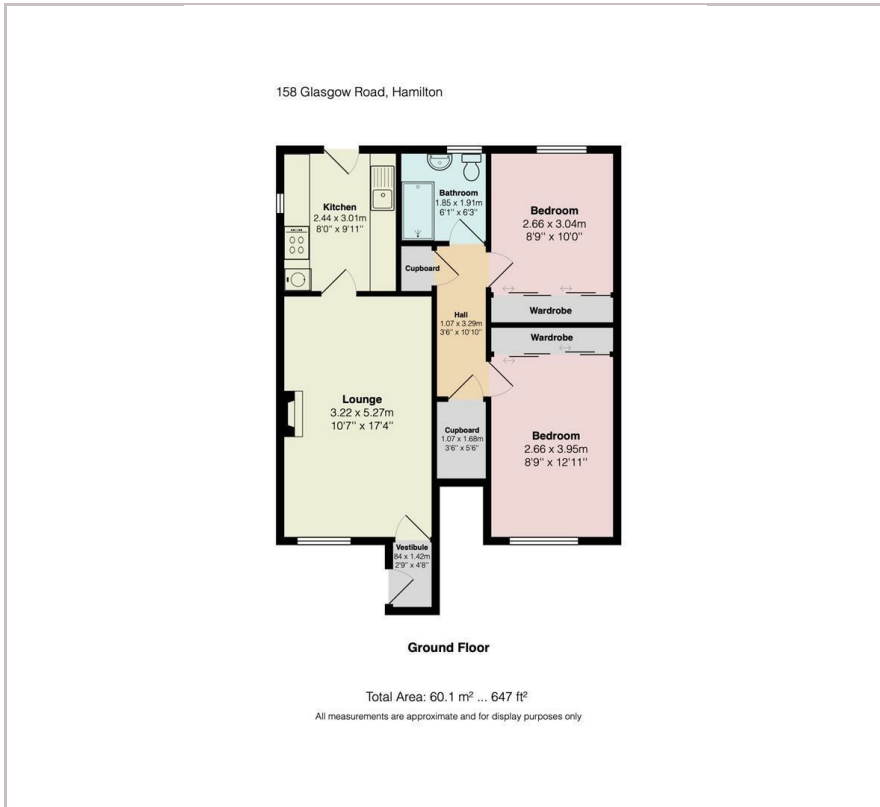 158 Glasgow Road, Hamilton
Kitchen
2.44 x 3.01m
8'0" x 9'11"
Bathroom
1.85 x 1.91m
6'1" x 6'3"
Bedroom
2.66 x 3.04m
8'9" x 10'0"
Cupboard
Wardrobe
Hall
1.07 x 3.29m
3'6" x 10'10"
Wardrobe
Lounge
3.22 x 5.27m
10'7" x 17'4"
Cupboard
1.07 x 1.68m
3'6" x 5'6"
Bedroom
2.66 x 3.95m
8'9" x 12'11"
Vestibule
84 x 1.42m
2'9" x 4'8"
Ground Floor
Total Area: 60.1 m² ... 647 ft²
All measurements are approximate and for display purposes only